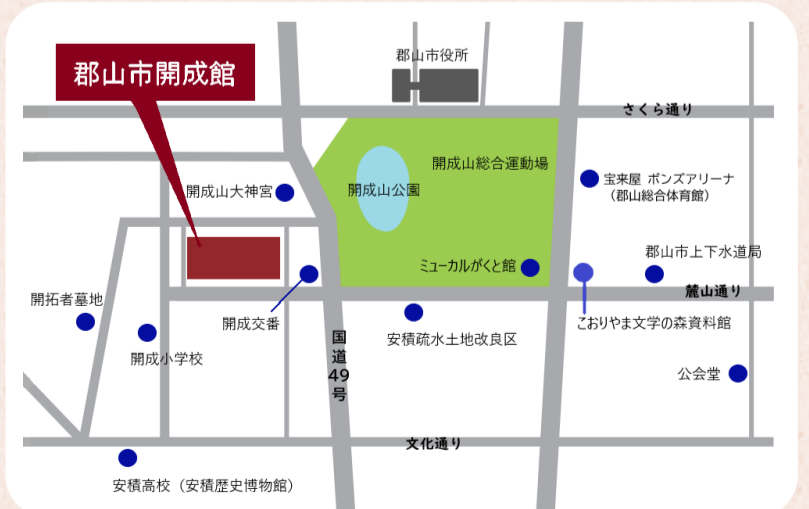 郡山市役所
郡山市開成館
さくら通り
開成山総合運動場
宝来屋 ボンズアリーナ
（郡山総合体育館）
開成山大神宮
開成山公園
郡山市上下水道局
ミューカルがくと館
麓山通り
開拓者墓地
開成交番
こおりやま文学の森資料館
安積疏水土地改良区
国道49号
開成小学校
公会堂
文化通り
安積高校（安積歴史博物館）